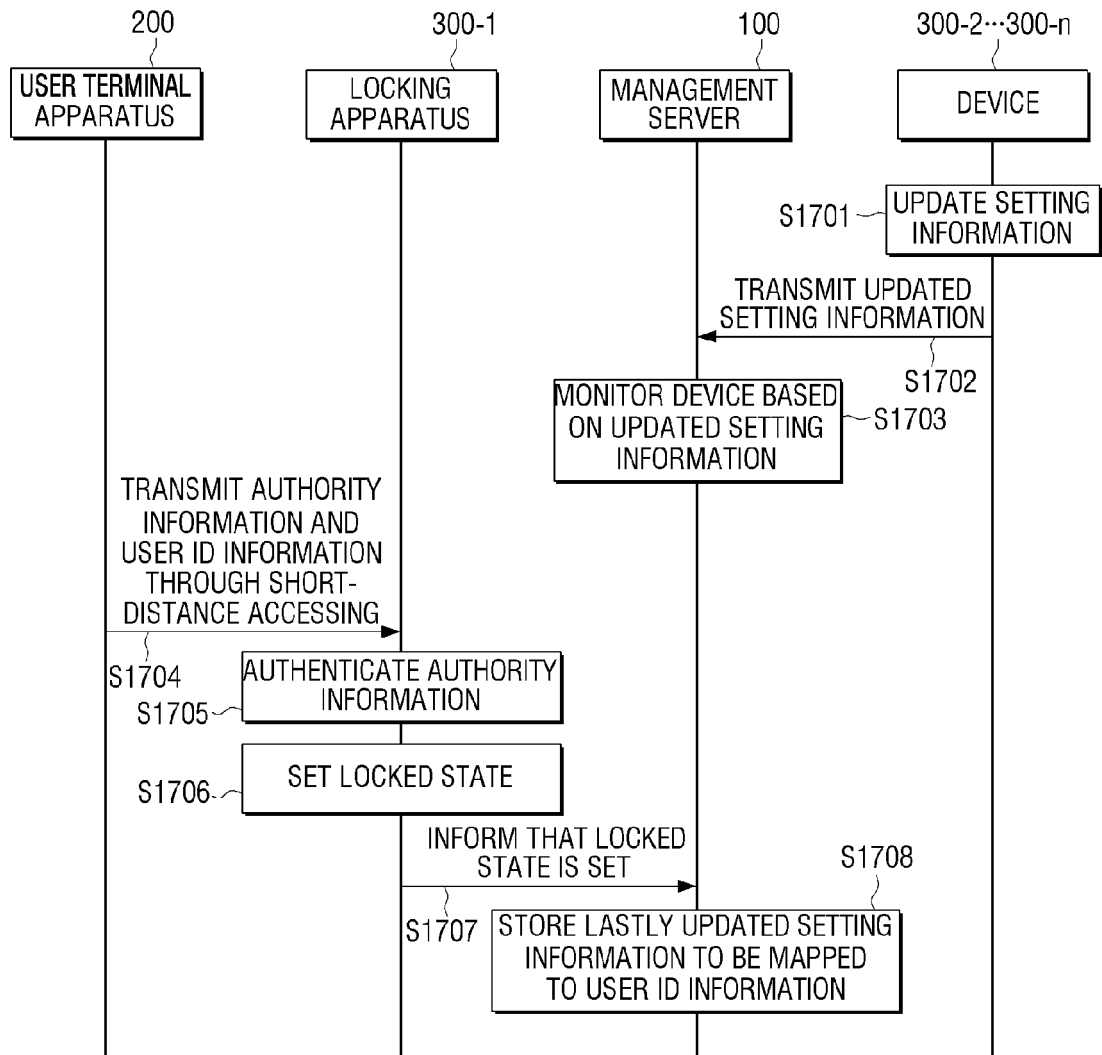 200
300-1
100
300-2···300-n
USER TERMINAL
APPARATUS
LOCKING
APPARATUS
MANAGEMENT
SERVER
DEVICE
S1701
UPDATE SETTING
INFORMATION
TRANSMIT UPDATED
SETTING INFORMATION
S1702
MONITOR DEVICE BASED
ON UPDATED SETTING
INFORMATION
S1703
TRANSMIT AUTHORITY
INFORMATION AND
USER ID INFORMATION
THROUGH SHORT-
DISTANCE ACCESSING
S1704
AUTHENTICATE AUTHORITY
INFORMATION
S1705
SET LOCKED STATE
S1706
INFORM THAT LOCKED
STATE IS SET
S1707
S1708
STORE LASTLY UPDATED SETTING
INFORMATION TO BE MAPPED
TO USER ID INFORMATION